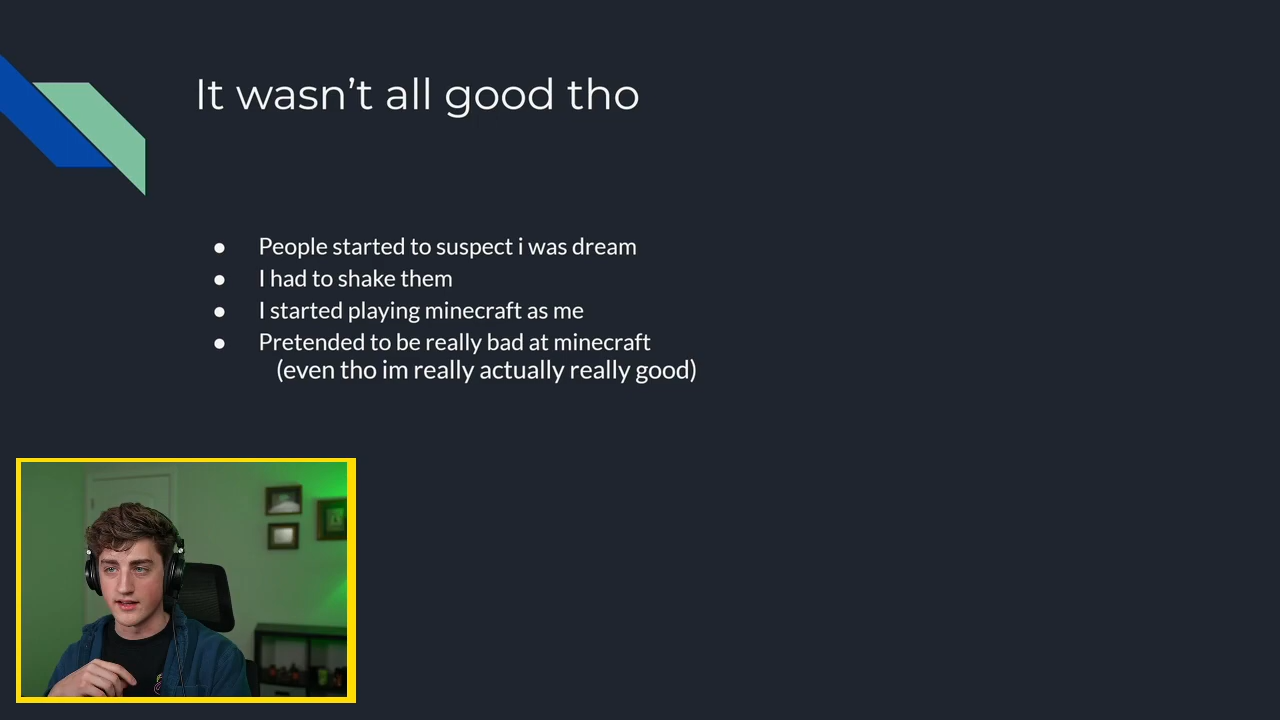 It wasn’t all good tho
● People started to suspect i was dream
● I had to shake them
● I started playing minecraft as me
● Pretended to be really bad at minecraft
(even tho im really actually really good)